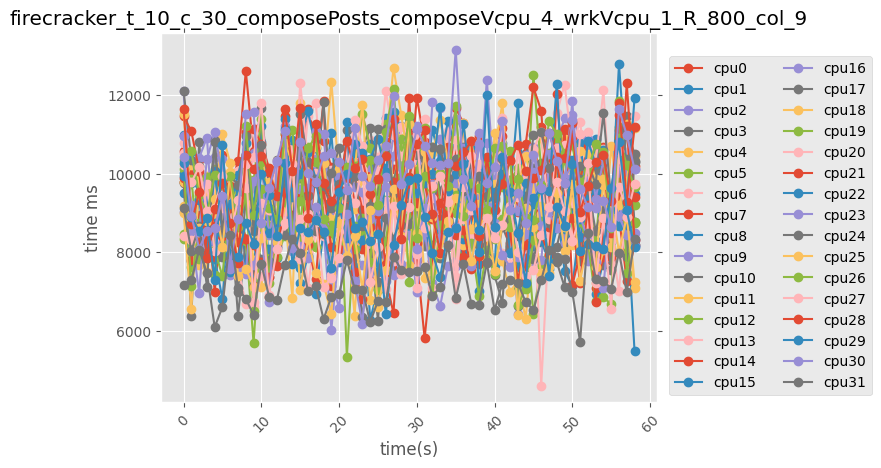 firecracker_t_10_c_30_composePosts_composeVcpu_4_wrkVcpu_1_R_800_col_9
12000
10000
8000
6000
time ms
0
10
20
30
40
50
60
time(s)
cpu0
cpu1
cpu2
cpu3
cpu4
cpu5
cpu6
cpu7
cpu8
cpu9
cpu10
cpu11
cpu12
cpu13
cpu14
cpu15
cpu16
cpu17
cpu18
cpu19
cpu20
cpu21
cpu22
cpu23
cpu24
cpu25
cpu26
cpu27
cpu28
cpu29
cpu30
cpu31